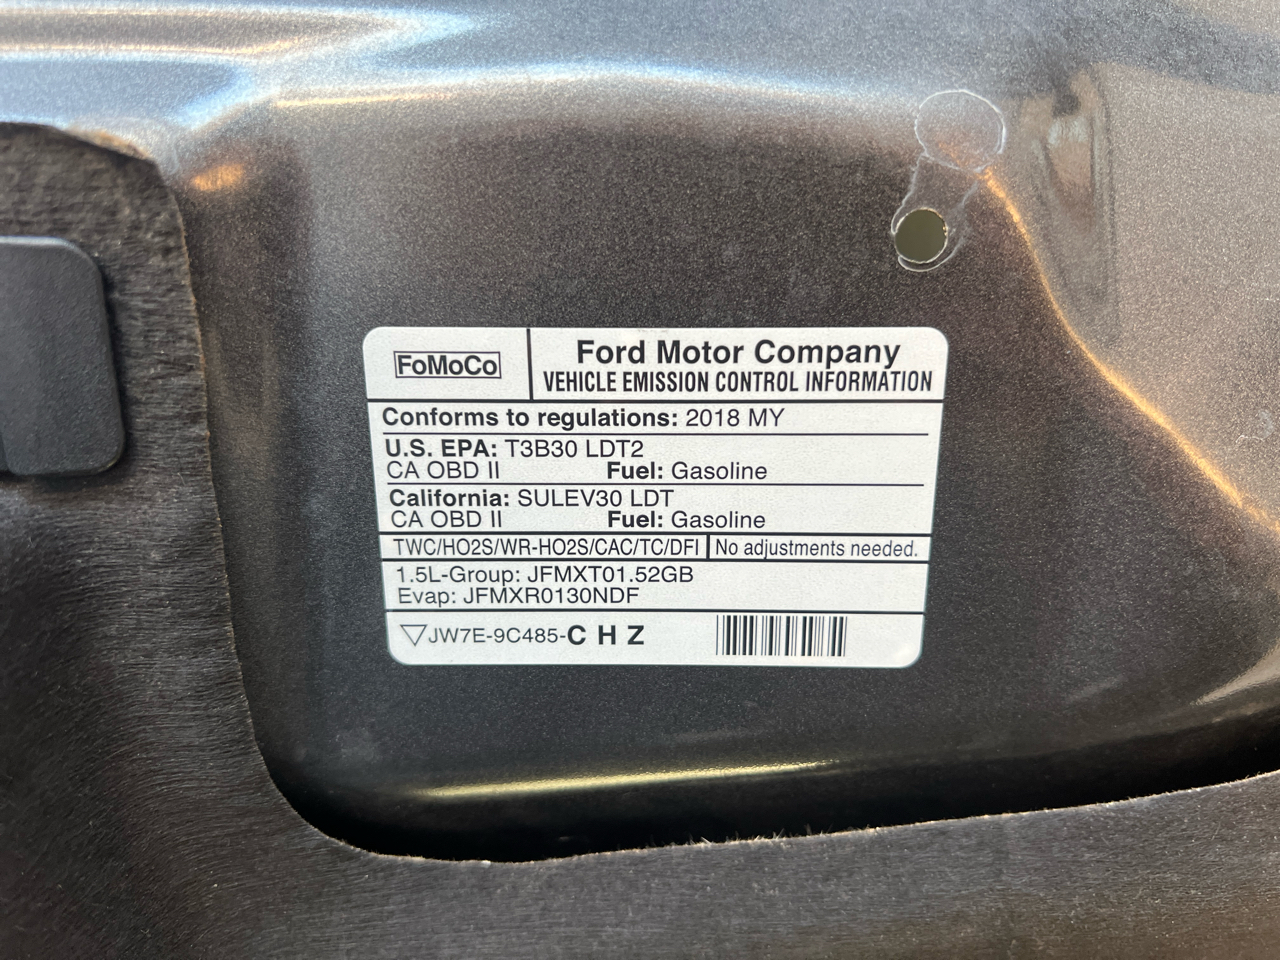 FoMoCo
Ford Motor Company
VEHICLE EMISSION CONTROL INFORMATION
Conforms to regulations: 2018 MY
U.S. EPA: T3B30 LDT2
CA OBD II Fuel: Gasoline
California: SULEV30 LDT
CA OBD II Fuel: Gasoline
TWC/HO2S/WR-HO2S/CAC/TC/DFI No adjustments needed.
1.5L-Group: JFMXT01.52GB
Evap: JFMXR0130NDF
JW7E-9C485-C H Z